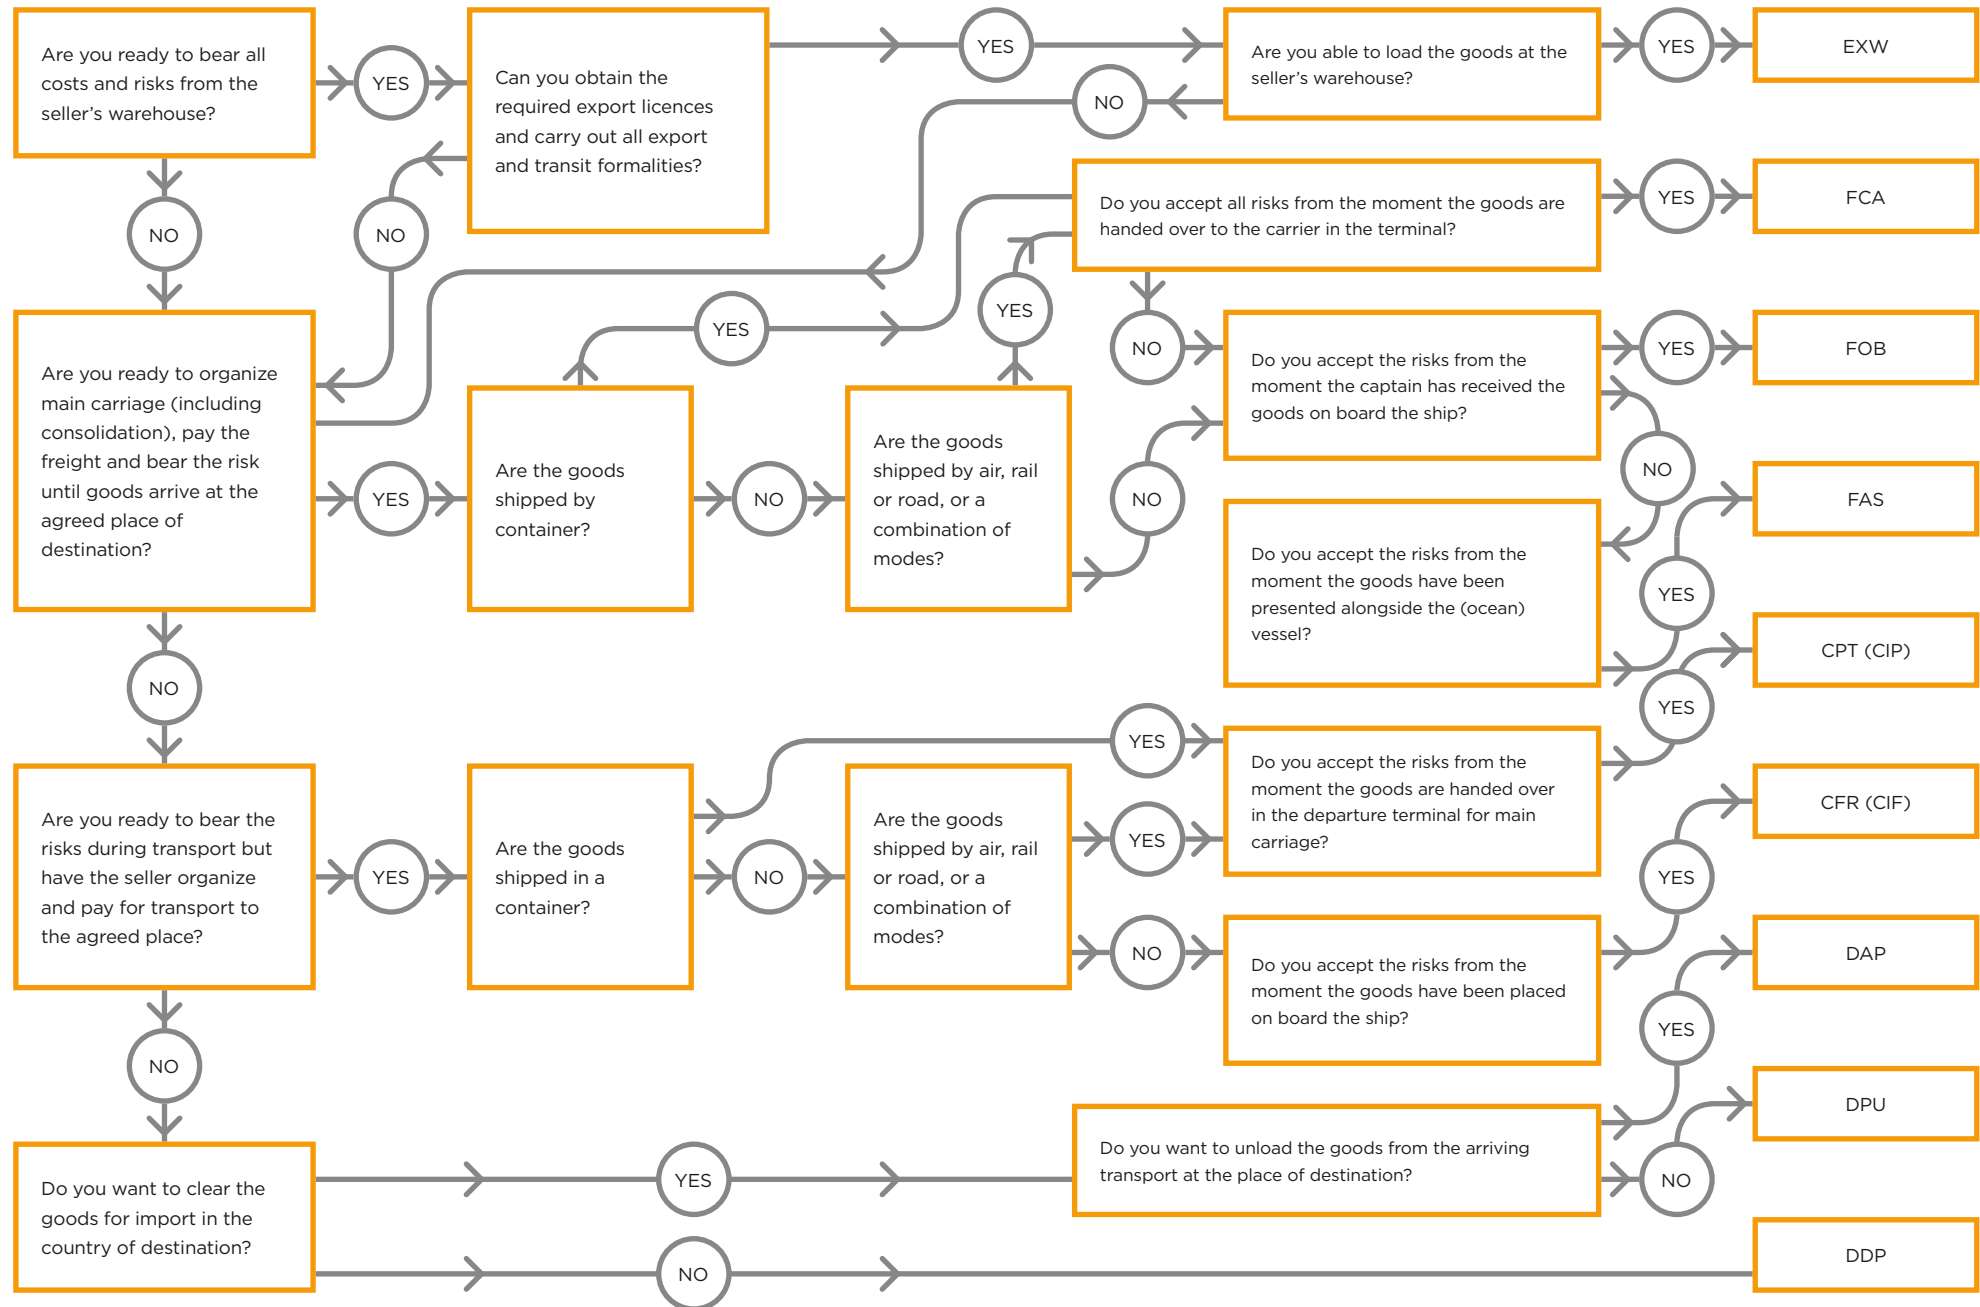 Are you ready to bear all
costs and risks from the
seller's warehouse?
YES
Can you obtain the
required export licences
and carry out all export
and transit formalities?
YES
Are you able to load the goods at the
seller's warehouse?
YES
EXW
NO
NO
NO
Do you accept all risks from the moment the goods are
handed over to the carrier in the terminal?
YES
FCA
Are you ready to organize
main carriage (including
consolidation), pay the
freight and bear the risk
until goods arrive at the
agreed place of
destination?
YES
YES
YES
NO
Do you accept the risks from the
moment the captain has received the
goods on board the ship?
YES
FOB
Are the goods
shipped by
container?
NO
Are the goods
shipped by air, rail
or road, or a
combination of
modes?
NO
NO
Do you accept the risks from the
moment the goods have been
presented alongside the (ocean)
vessel?
YES
FAS
NO
YES
CPT (CIP)
Are you ready to bear the
risks during transport but
have the seller organize
and pay for transport to
the agreed place?
YES
Are the goods
shipped in a
container?
YES
NO
Are the goods
shipped by air, rail
or road, or a
combination of
modes?
YES
NO
Do you accept the risks from the
moment the goods are handed over
in the departure terminal for main
carriage?
Do you accept the risks from the
moment the goods have been placed
on board the ship?
YES
CFR (CIF)
NO
Do you want to clear the
goods for import in the
country of destination?
YES
Do you want to unload the goods from the arriving
transport at the place of destination?
YES
DAP
NO
DPU
NO
DDP